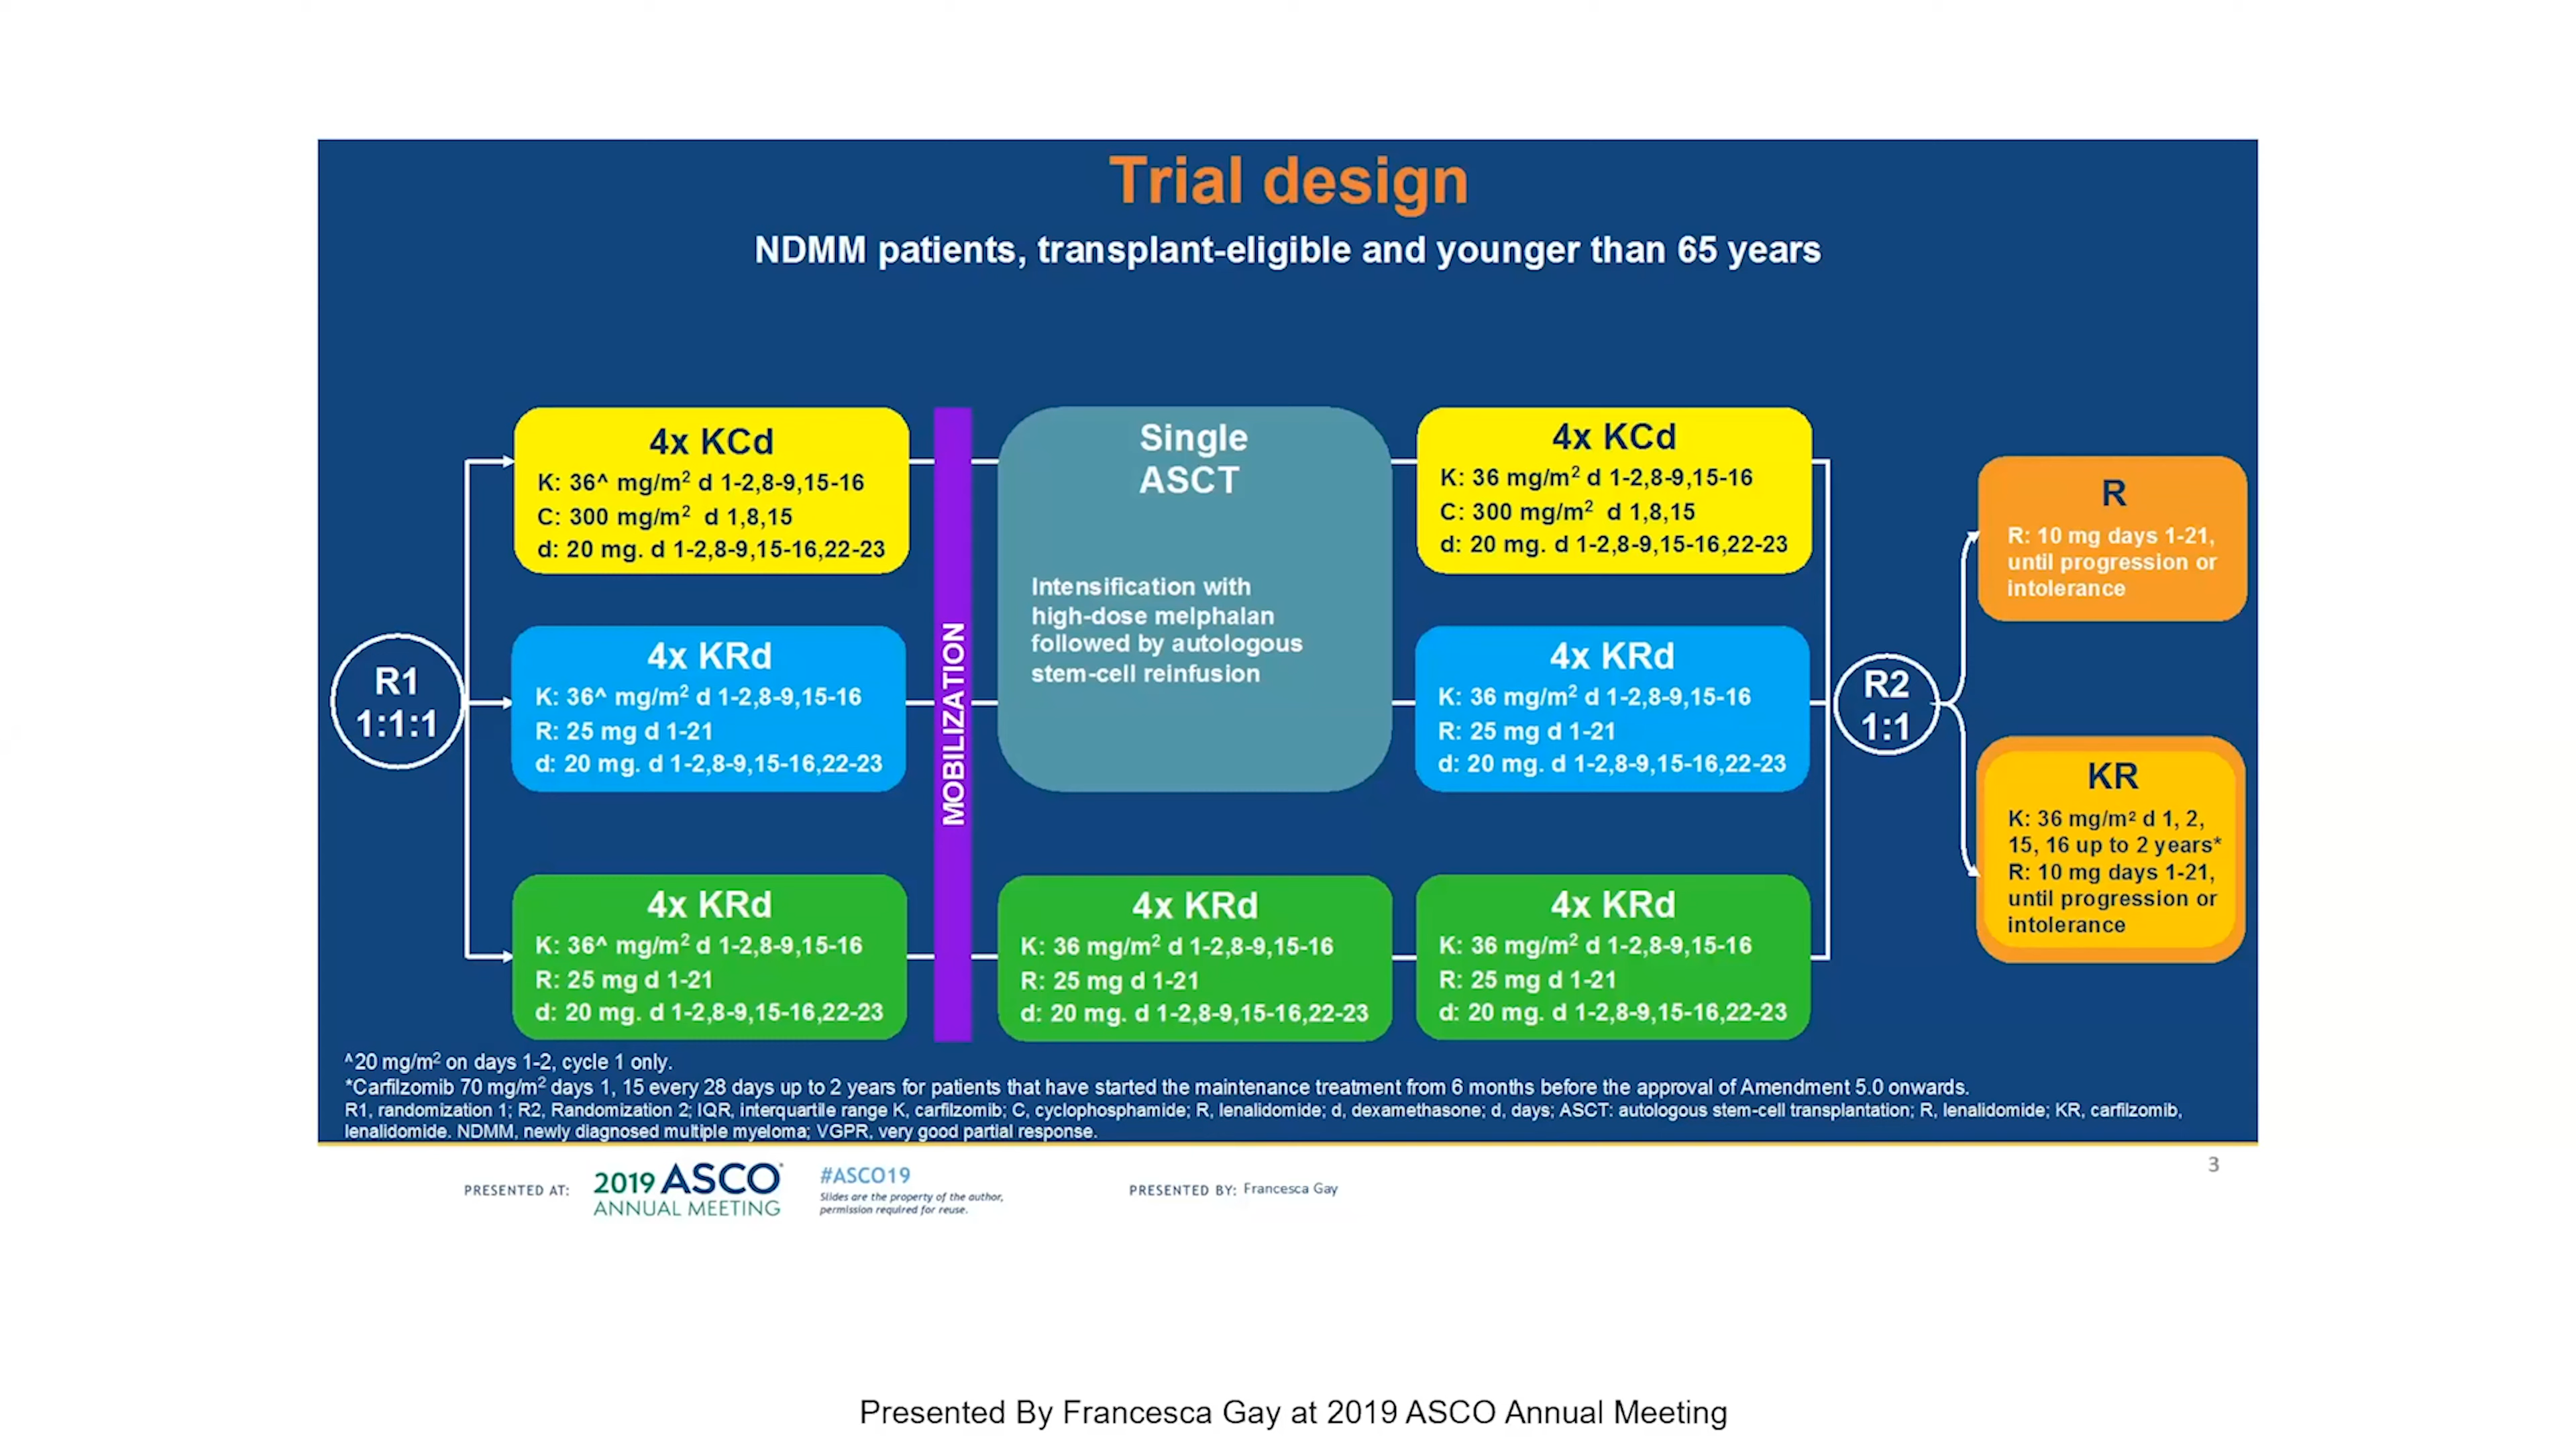 Trial design
NDMM patients, transplant-eligible and younger than 65 years
R1
1:1:1
4x KCd
K: 36^ mg/m² d 1-2,8-9,15-16
C: 300 mg/m² d 1,8,15
d: 20 mg. d 1-2,8-9,15-16,22-23
4x KRd
K: 36^ mg/m² d 1-2,8-9,15-16
R: 25 mg d 1-21
d: 20 mg. d 1-2,8-9,15-16,22-23
4x KRd
K: 36^ mg/m² d 1-2,8-9,15-16
R: 25 mg d 1-21
d: 20 mg. d 1-2,8-9,15-16,22-23
MOBILIZATION
Single
ASCT
Intensification with
high-dose melphalan
followed by autologous
stem-cell reinfusion
4x KRd
K: 36 mg/m² d 1-2,8-9,15-16
R: 25 mg d 1-21
d: 20 mg. d 1-2,8-9,15-16,22-23
4x KCd
K: 36 mg/m² d 1-2,8-9,15-16
C: 300 mg/m² d 1,8,15
d: 20 mg. d 1-2,8-9,15-16,22-23
4x KRd
K: 36 mg/m² d 1-2,8-9,15-16
R: 25 mg d 1-21
d: 20 mg. d 1-2,8-9,15-16,22-23
4x KRd
K: 36 mg/m² d 1-2,8-9,15-16
R: 25 mg d 1-21
d: 20 mg. d 1-2,8-9,15-16,22-23
R2
1:1
R
R: 10 mg days 1-21,
until progression or
intolerance
KR
K: 36 mg/m² d 1, 2,
15, 16 up to 2 years*
R: 10 mg days 1-21,
until progression or
intolerance
^20 mg/m² on days 1-2, cycle 1 only.
*Carfilzomib 70 mg/m² days 1, 15 every 28 days up to 2 years for patients that have started the maintenance treatment from 6 months before the approval of Amendment 5.0 onwards.
R1, randomization 1; R2, Randomization 2; IQR, interquartile range K, carfilzomib; C, cyclophosphamide; R, lenalidomide; d, dexamethasone; d, days; ASCT: autologous stem-cell transplantation; R, lenalidomide; KR, carfilzomib,
lenalidomide. NDMM, newly diagnosed multiple myeloma; VGPR, very good partial response.
3
PRESENTED AT:
2019 ASCO
ANNUAL MEETING
#ASCO19
Slides are the property of the author,
permission required for reuse.
PRESENTED BY: Francesca Gay
Presented By Francesca Gay at 2019 ASCO Annual Meeting